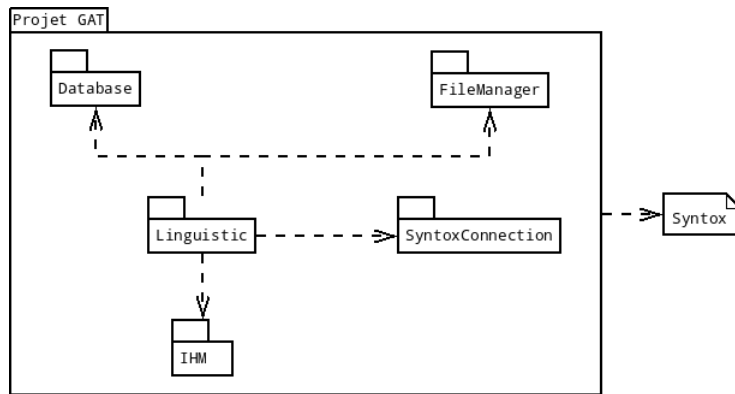 Projet GAT
Database
FileManager
Linguistic
SyntoxConnection
Syntox
IHM